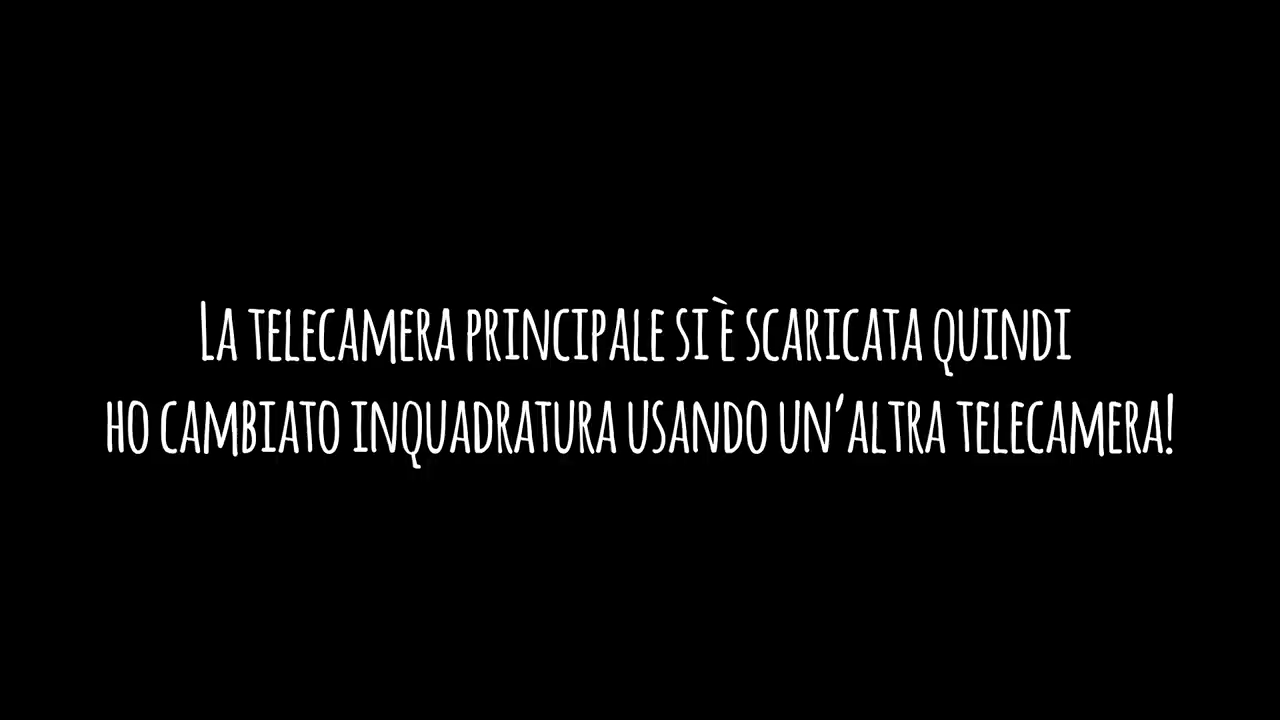 La telecamera principale si è scaricata quindi
ho cambiato inquadratura usando un'altra telecamera!